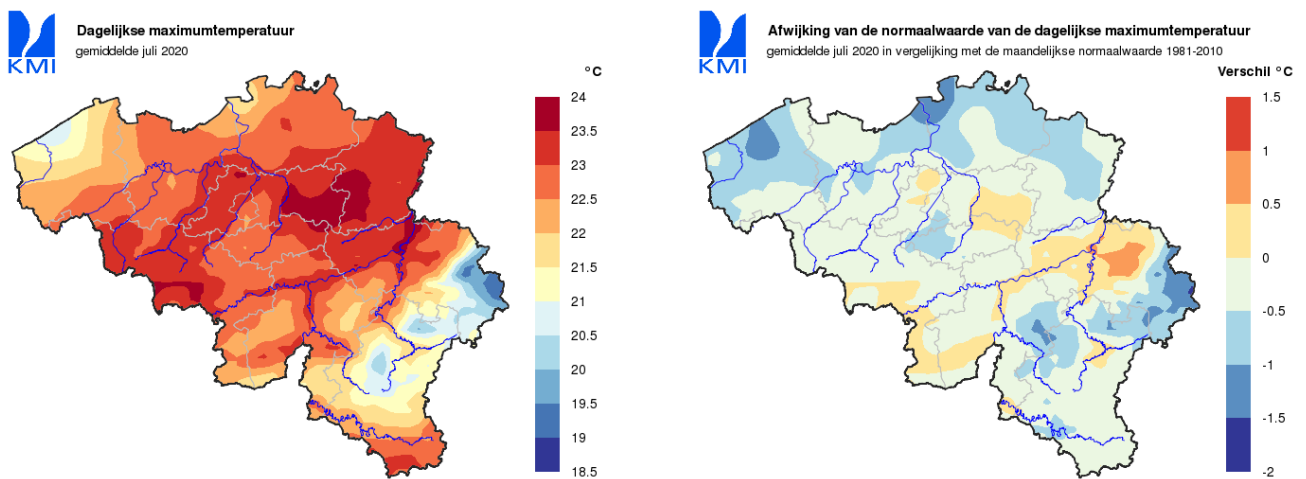 Dagelijkse maximumtemperatuur
gemiddelde juli 2020
KMI
°C
24
23.5
23
22.5
22
21.5
21
20.5
20
19.5
19
18.5
Afwijking van de normaalwaarde van de dagelijkse maximumtemperatuur
gemiddelde juli 2020 in vergelijking met de maandelijkse normaalwaarde 1981-2010
KMI
Verschil °C
1.5
1
0.5
0
-0.5
-1
-1.5
-2